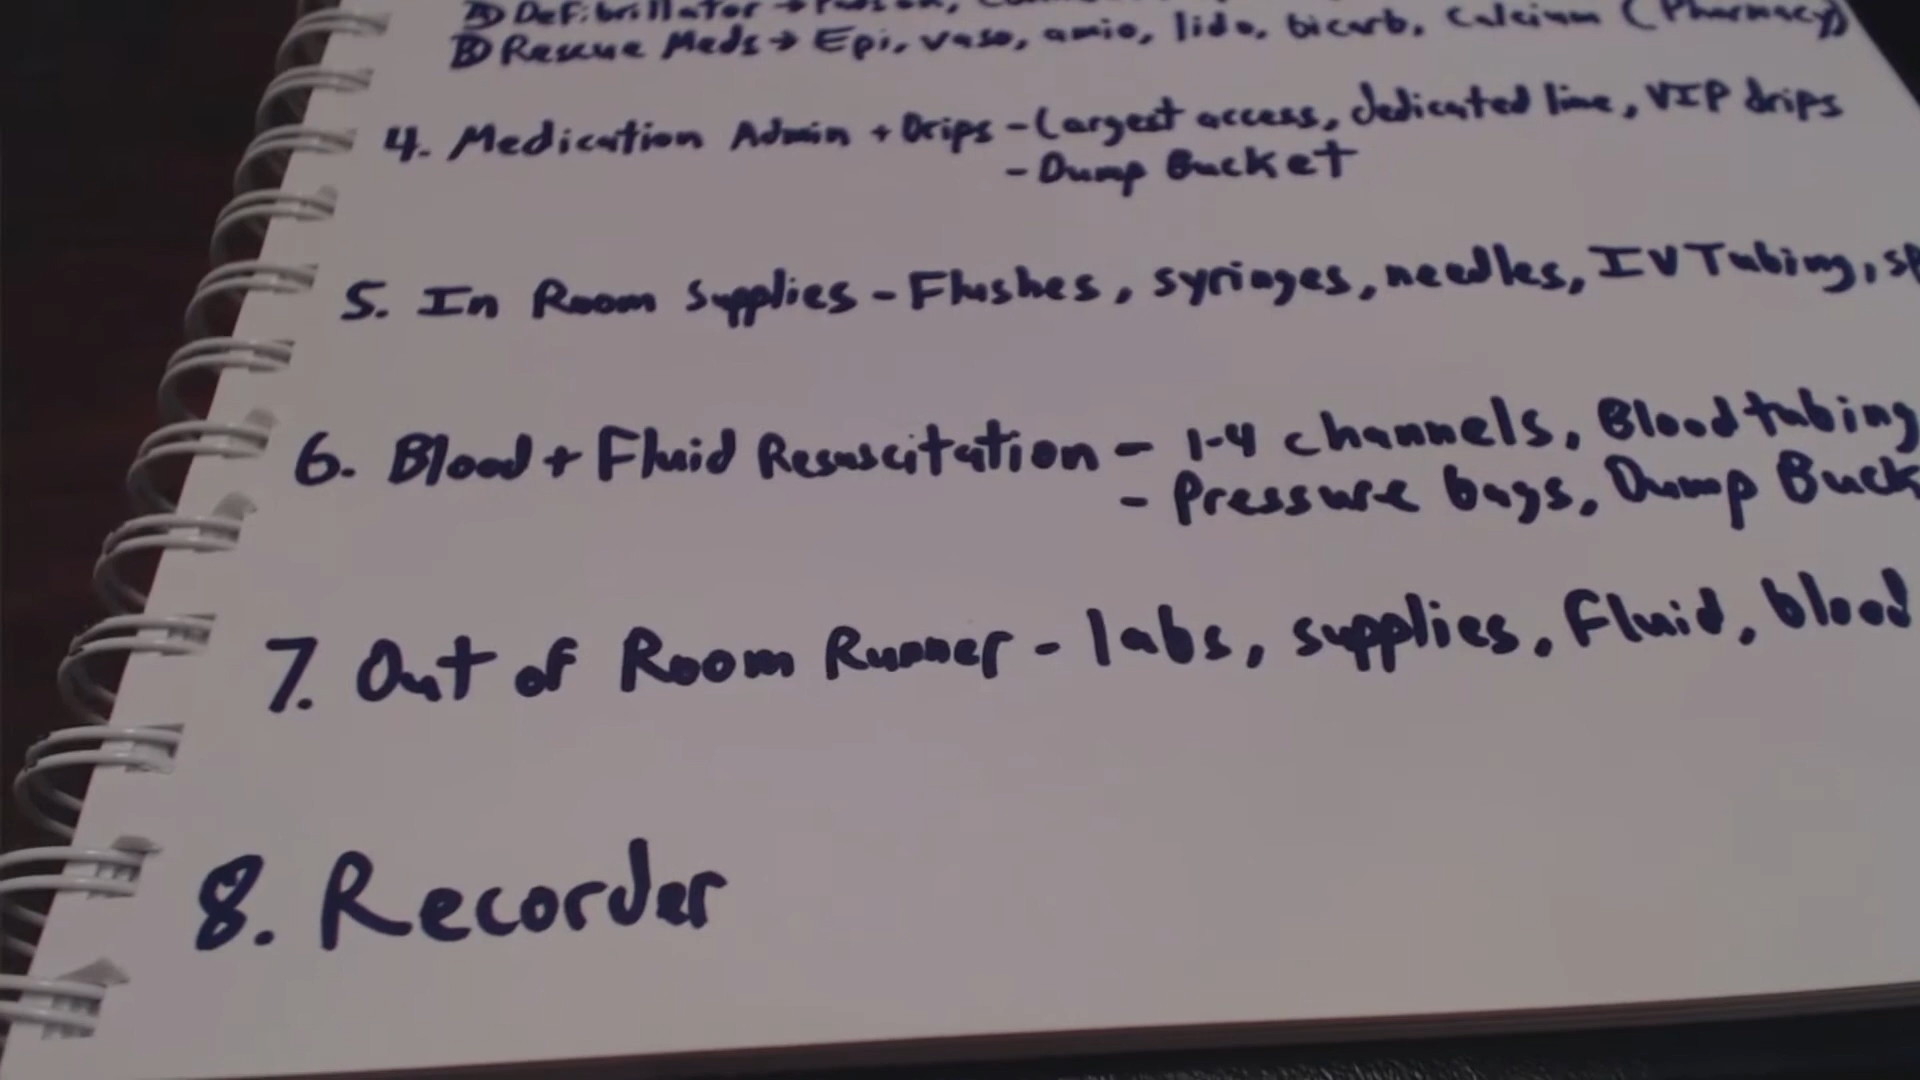 A) Defibrillator →
B) Rescue Meds → Epi, vaso, amio, lido, bicarb, calcium (Pharmacy)
4. Medication Admin + Drips - Largest access, dedicated line, VIP drips
- Dump Bucket
5. In Room Supplies - Flushes, syringes, needles, IV Tubing,
6. Blood + Fluid Resuscitation - 1-4 channels, Blood tubing
- Pressure bags, Dump Buck
7. Out of Room Runner - labs, supplies, Fluid, blood
8. Recorder